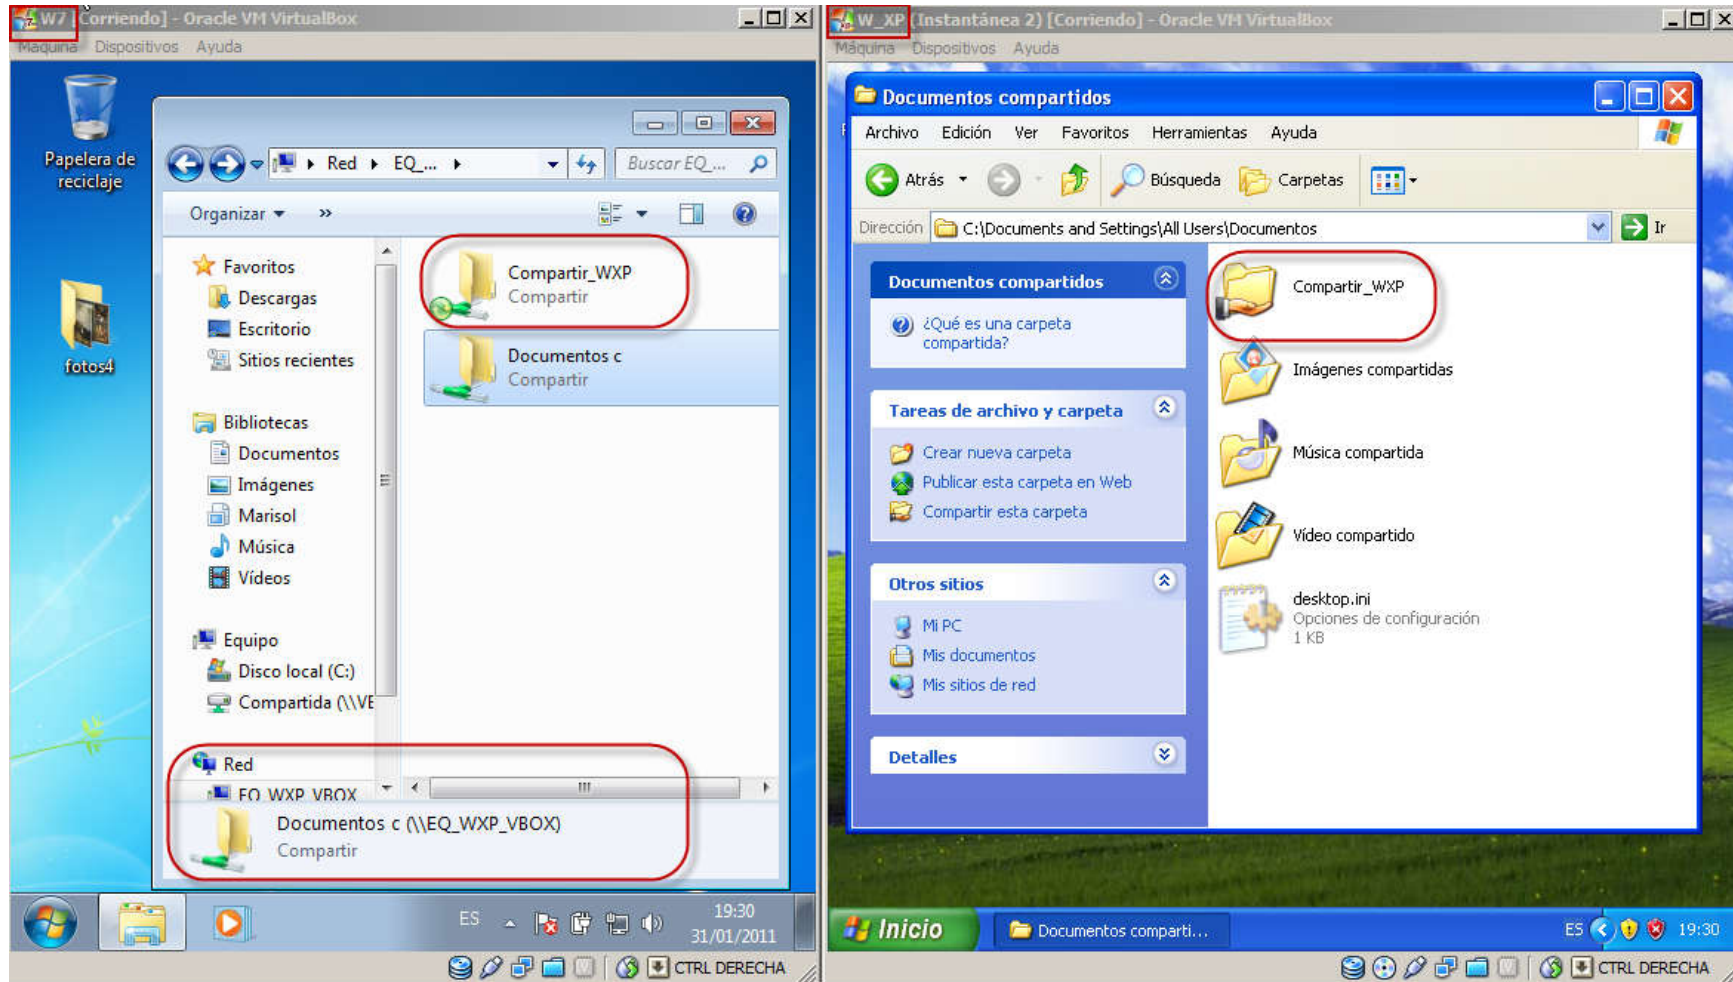 W7 [Corriendo] - Oracle VM VirtualBox
Máquina Dispositivos Ayuda
Papelera de
reciclaje
fotos4
Red EQ_... Buscar EQ_...
Organizar »
Favoritos
Descargas
Escritorio
Sitios recientes
Bibliotecas
Documentos
Imágenes
Marisol
Música
Vídeos
Equipo
Disco local (C:)
Compartida (\\VE
Red
EQ_WXP_VBOX
Compartir_WXP
Compartir
Documentos c
Compartir
Documentos c (\\EQ_WXP_VBOX)
Compartir
ES 19:30
31/01/2011
CTRL DERECHA
W_XP (Instantánea 2) [Corriendo] - Oracle VM VirtualBox
Máquina Dispositivos Ayuda
Documentos compartidos
Archivo Edición Ver Favoritos Herramientas Ayuda
Atrás Búsqueda Carpetas
Dirección C:\Documents and Settings\All Users\Documentos Ir
Documentos compartidos
¿Qué es una carpeta
compartida?
Tareas de archivo y carpeta
Crear nueva carpeta
Publicar esta carpeta en Web
Compartir esta carpeta
Otros sitios
Mi PC
Mis documentos
Mis sitios de red
Detalles
Compartir_WXP
Imágenes compartidas
Música compartida
Vídeo compartido
desktop.ini
Opciones de configuración
1 KB
Inicio Documentos comparti... ES 19:30
CTRL DERECHA